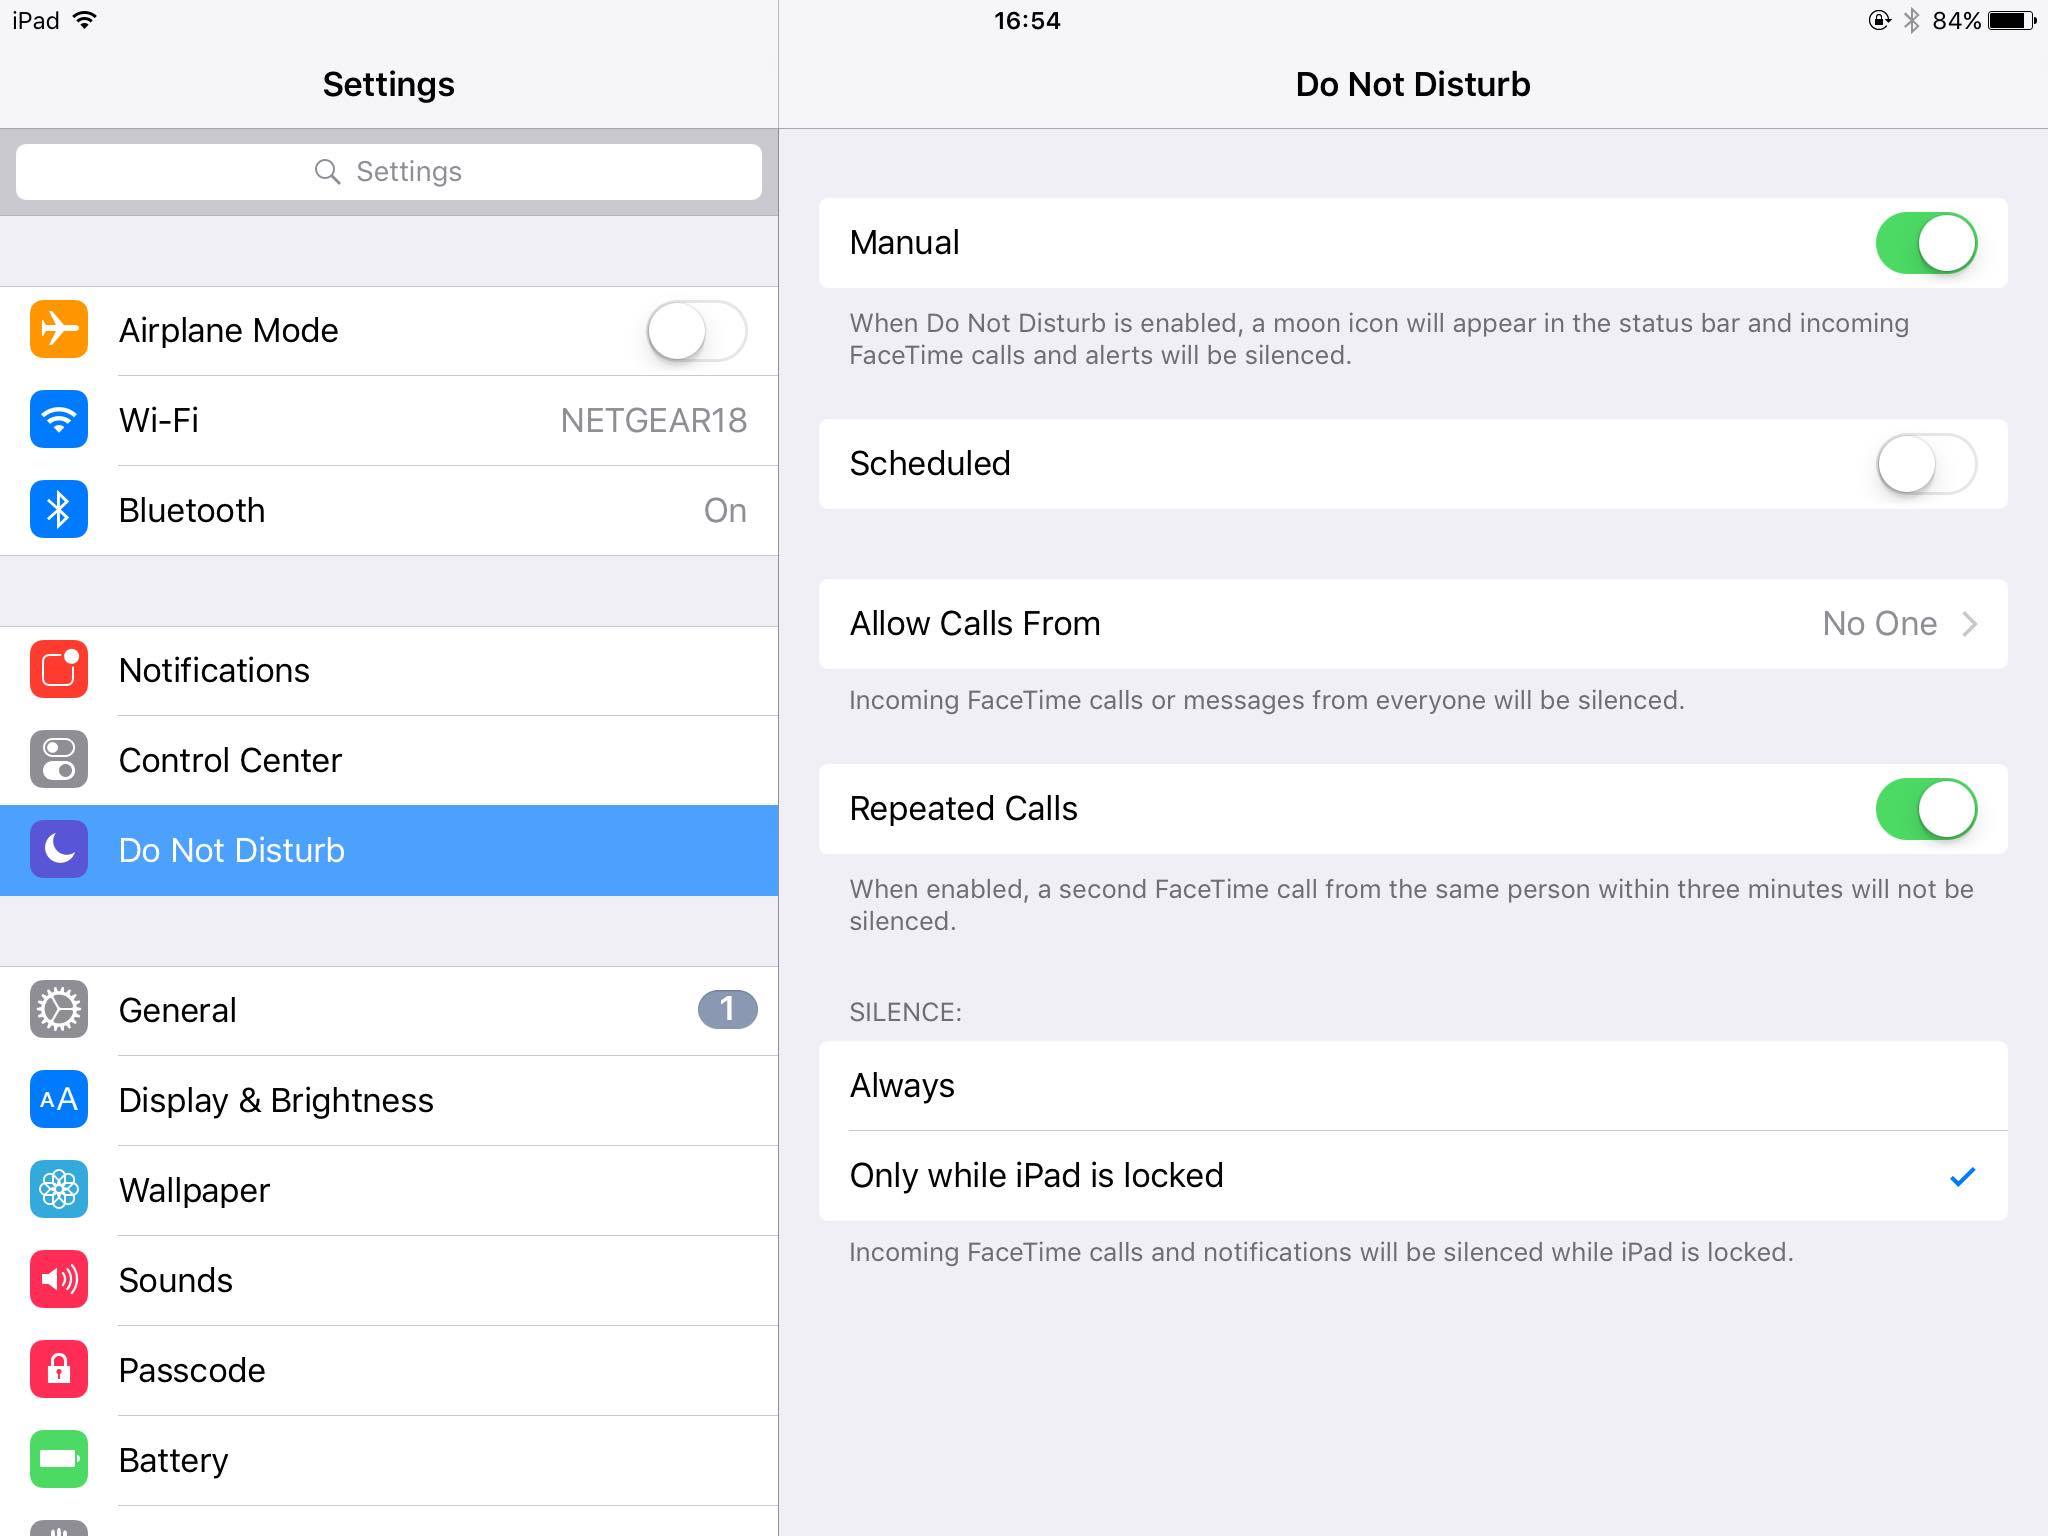 iPad 16:54 84%
Settings
Settings
Airplane Mode
Wi-Fi NETGEAR18
Bluetooth On
Notifications
Control Center
Do Not Disturb
General 1
AA Display & Brightness
Wallpaper
Sounds
Passcode
Battery
Do Not Disturb
Manual
When Do Not Disturb is enabled, a moon icon will appear in the status bar and incoming
FaceTime calls and alerts will be silenced.
Scheduled
Allow Calls From No One
Incoming FaceTime calls or messages from everyone will be silenced.
Repeated Calls
When enabled, a second FaceTime call from the same person within three minutes will not be
silenced.
SILENCE:
Always
Only while iPad is locked
Incoming FaceTime calls and notifications will be silenced while iPad is locked.